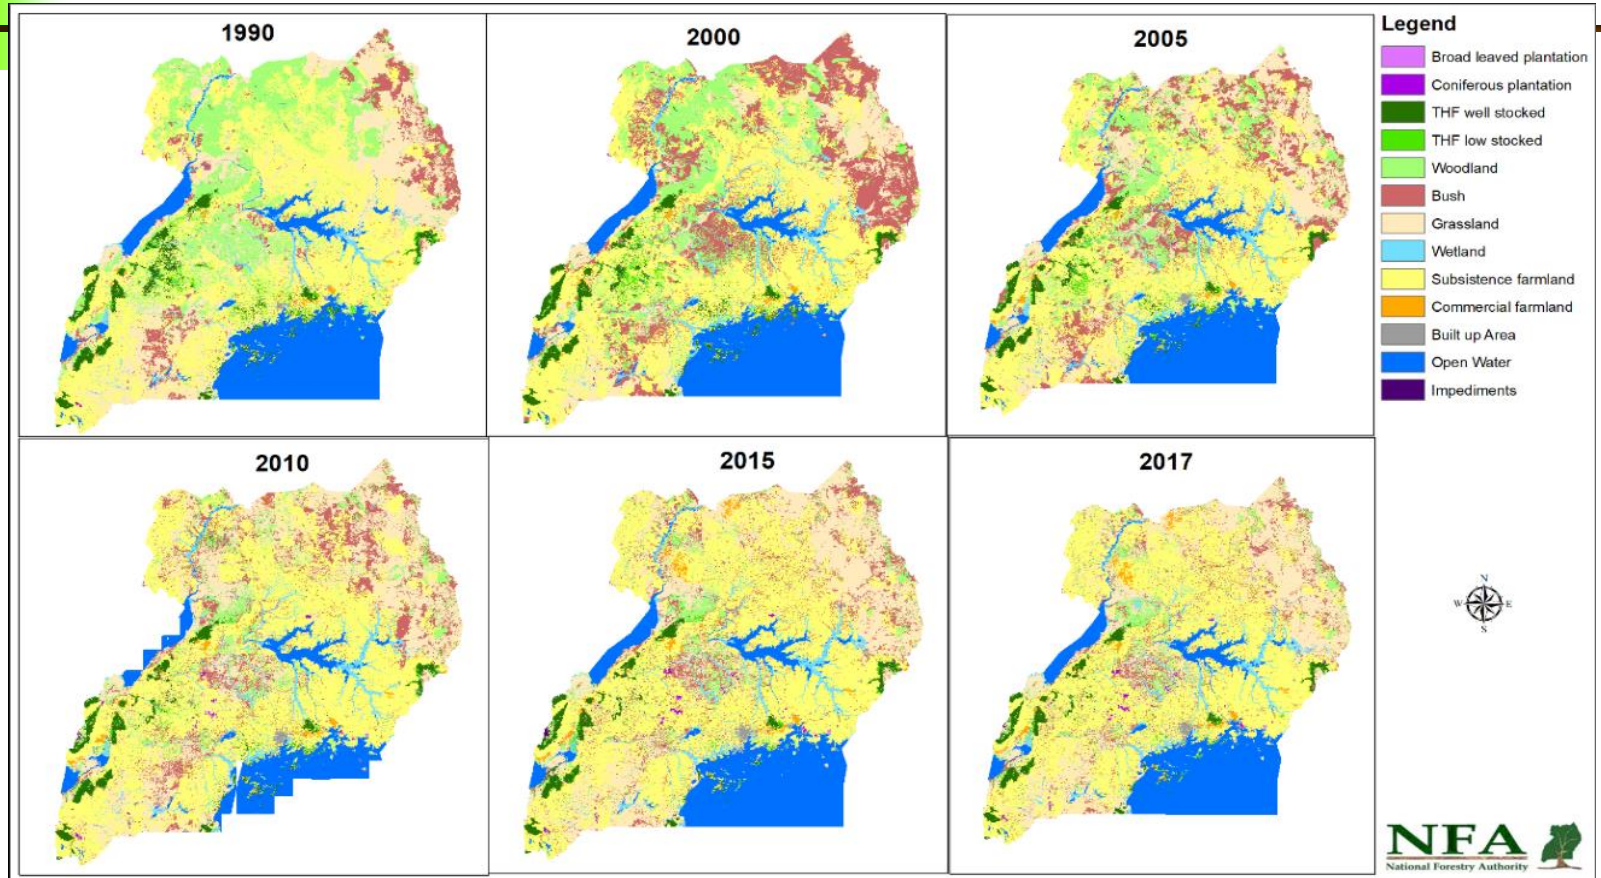 1990
2000
2005
Legend
Broad leaved plantation
Coniferous plantation
THF well stocked
THF low stocked
Woodland
Bush
Grassland
Wetland
Subsistence farmland
Commercial farmland
Built up Area
Open Water
Impediments
2010
2015
2017
N
W E
S
NFA
National Forestry Authority